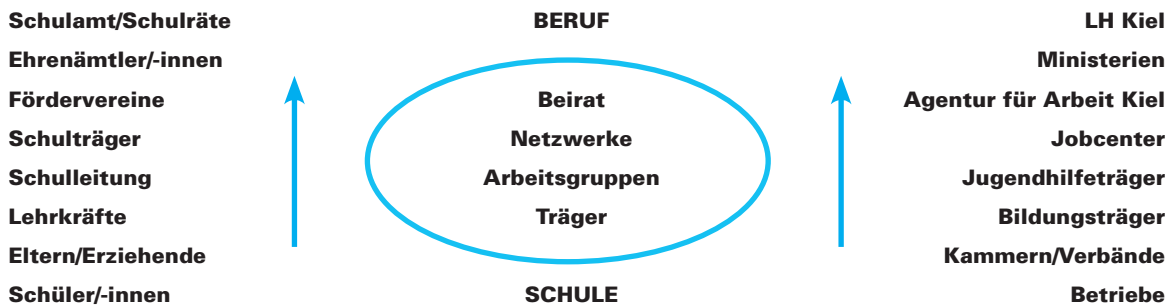 Schulamt/Schulräte BERUF LH Kiel
Ehrenämtler/-innen Ministerien
Fördervereine Beirat Agentur für Arbeit Kiel
Schulträger Netzwerke Jobcenter
Schulleitung Arbeitsgruppen Jugendhilfeträger
Lehrkräfte Träger Bildungsträger
Eltern/Erziehende Kammern/Verbände
Schüler/-innen SCHULE Betriebe